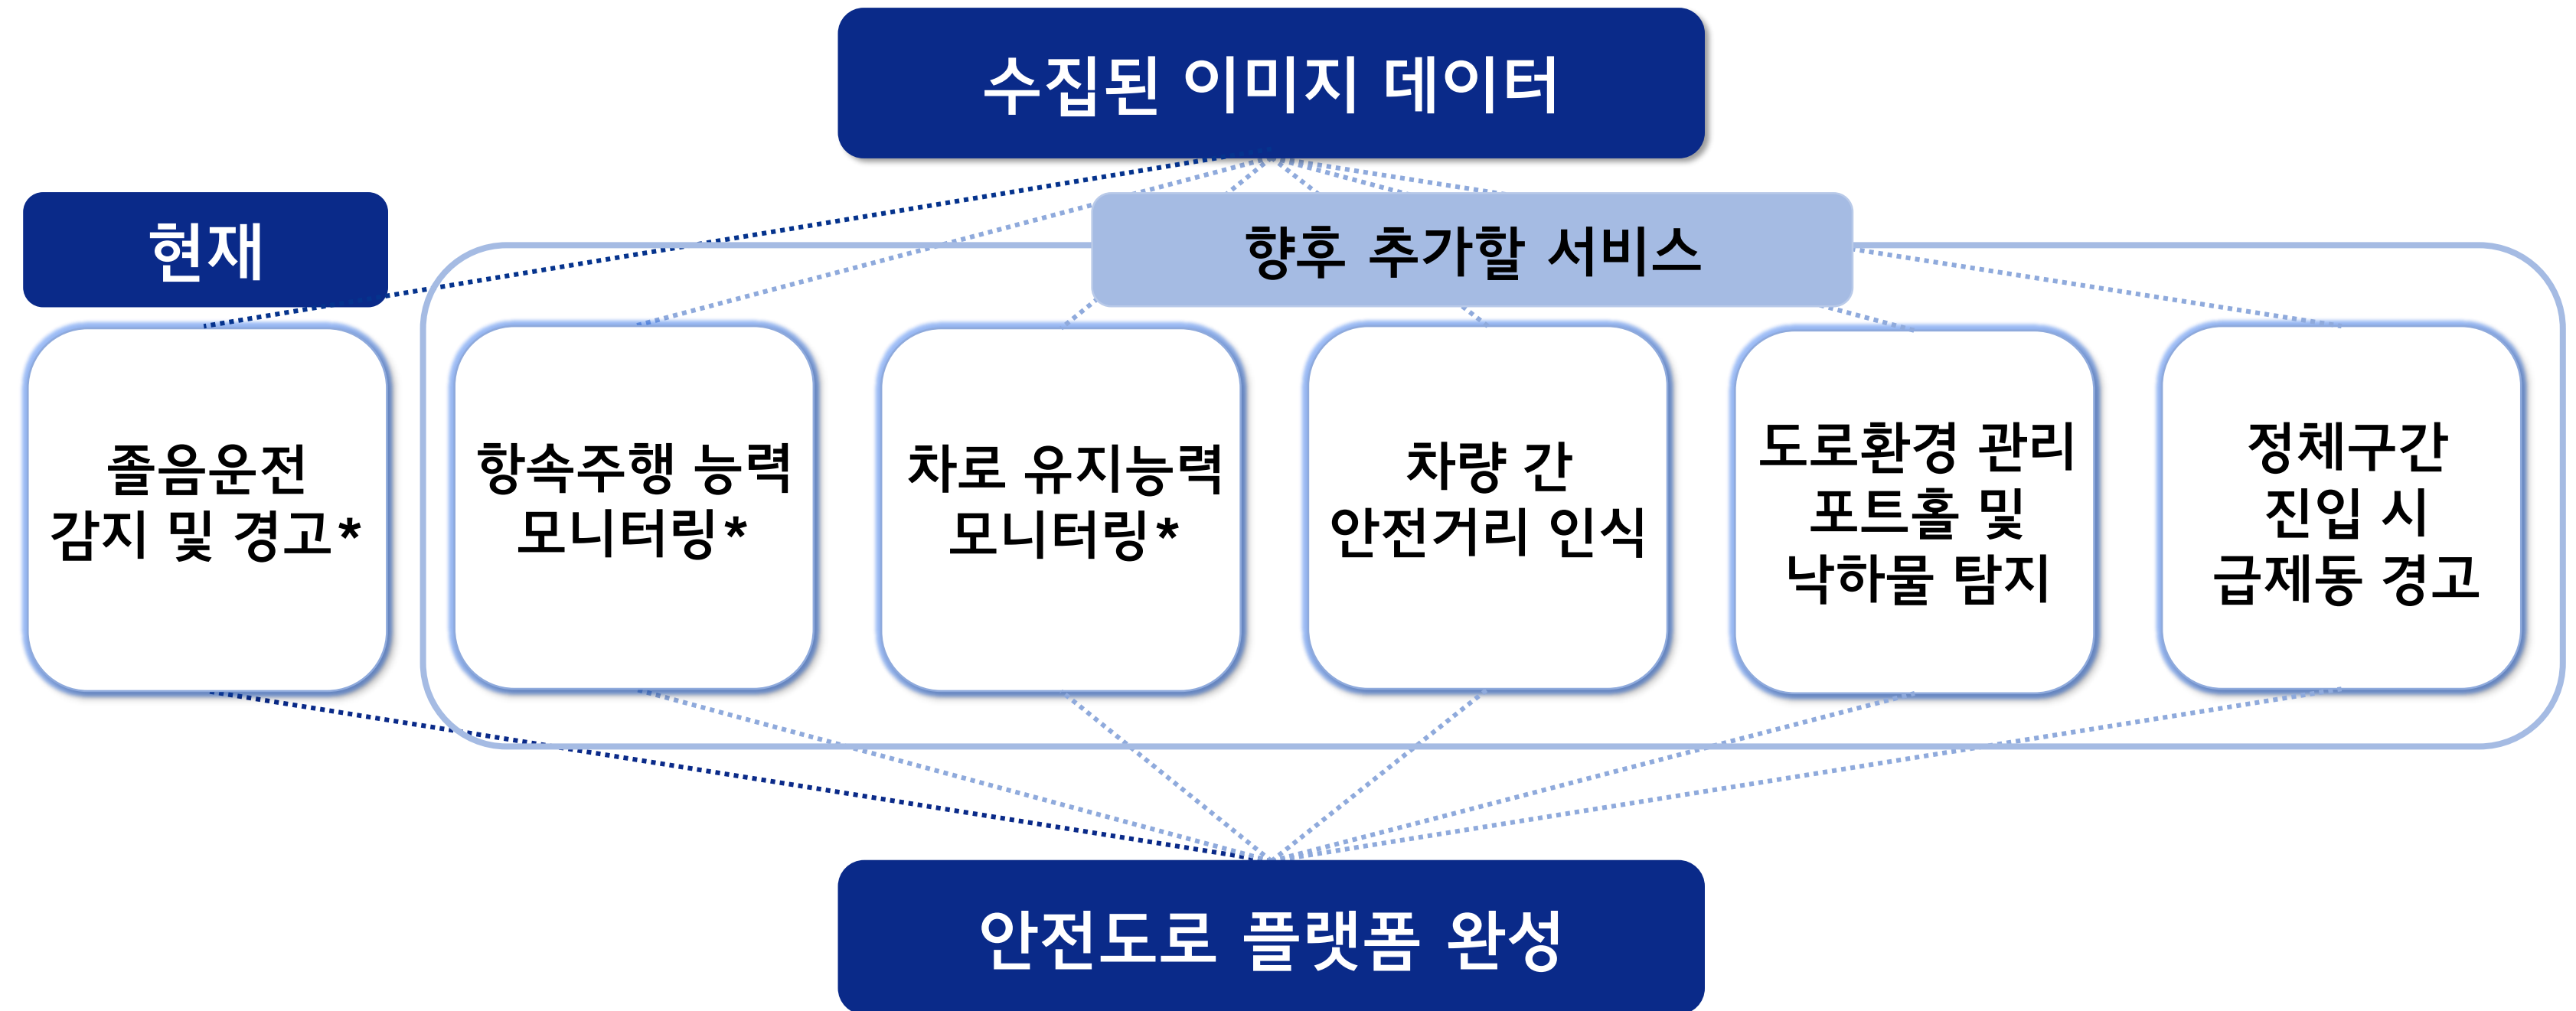 수집된 이미지 데이터
현재
향후 추가할 서비스
졸음운전
감지 및 경고*
항속주행 능력
모니터링*
차로 유지능력
모니터링*
차량 간
안전거리 인식
도로환경 관리
포트홀 및
낙하물 탐지
정체구간
진입 시
급제동 경고
안전도로 플랫폼 완성